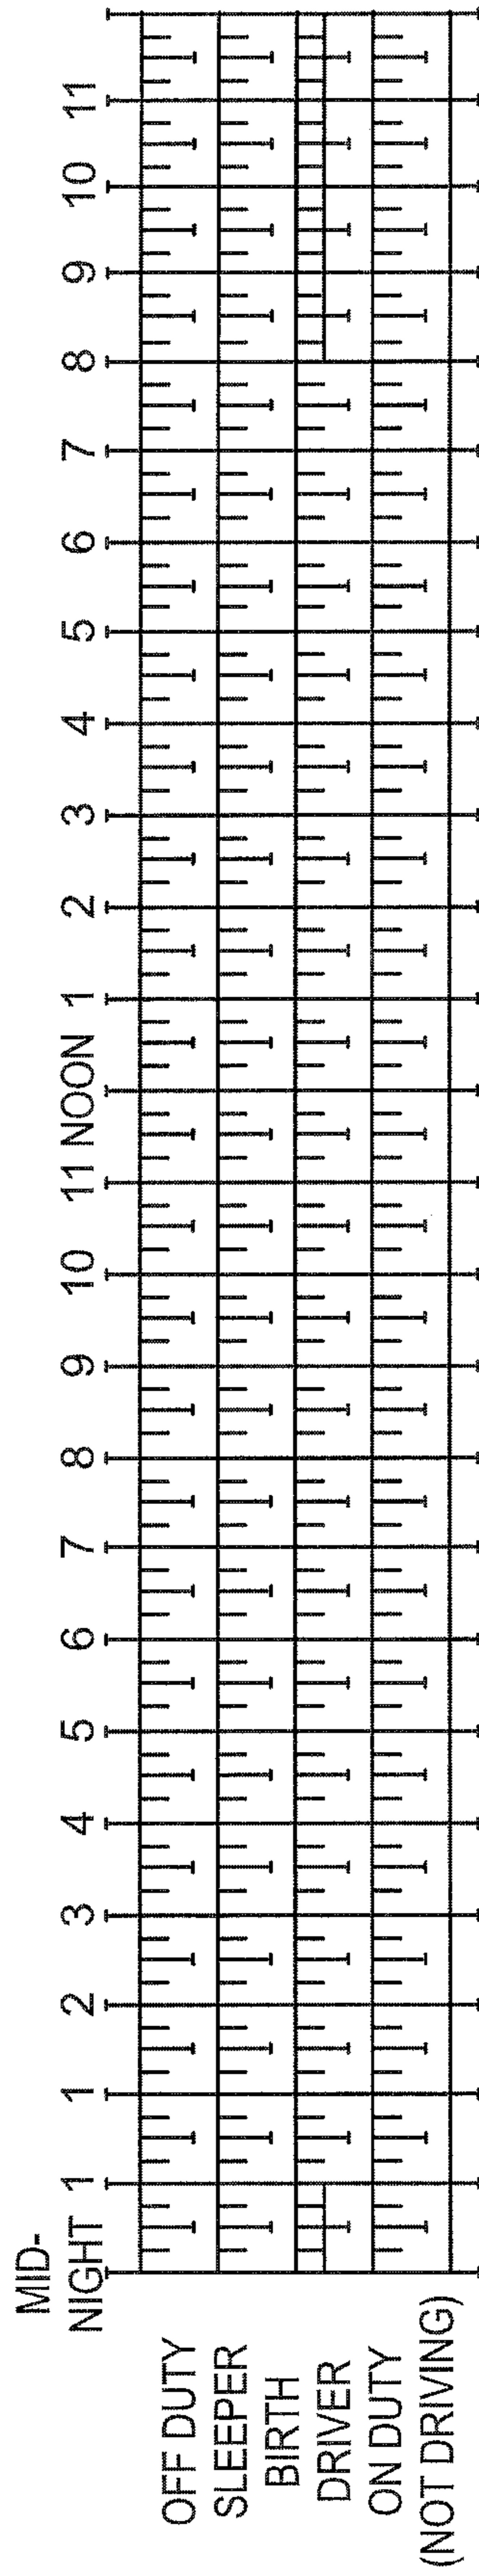 MID-
NIGHT 1 1 2 3 4 5 6 7 8 9 10 11 NOON 1 2 3 4 5 6 7 8 9 10 11
OFF DUTY
SLEEPER
BIRTH
DRIVER
ON DUTY
(NOT DRIVING)